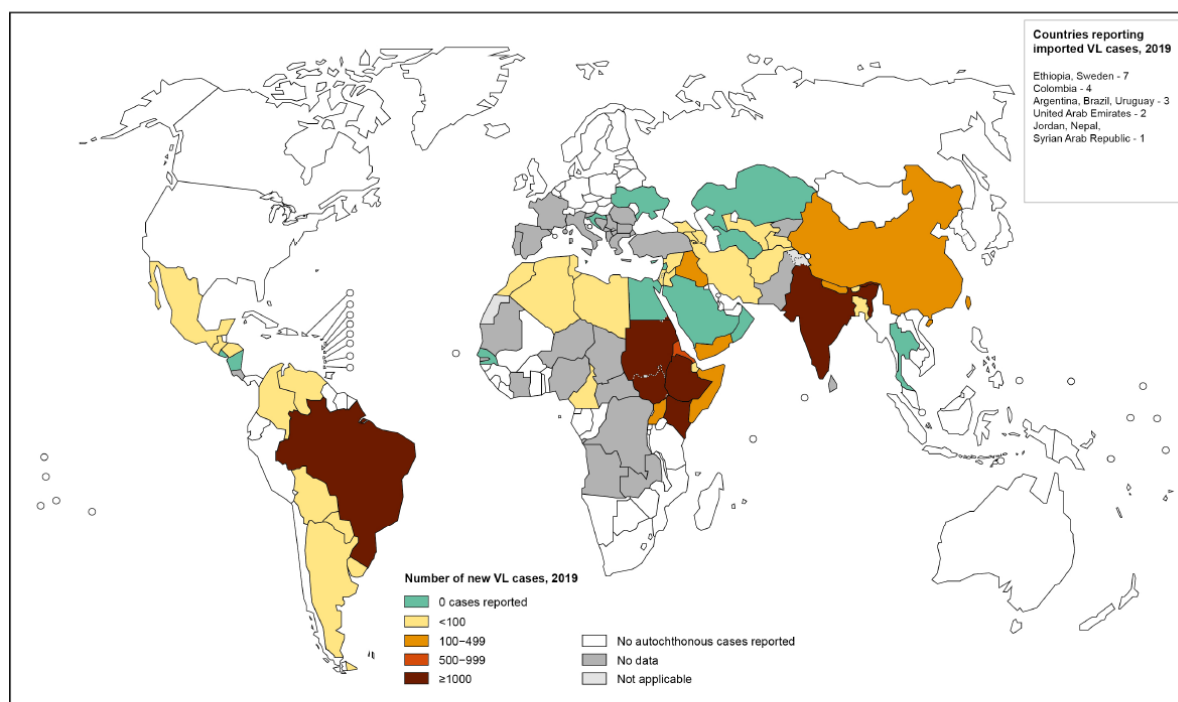 Countries reporting
imported VL cases, 2019
Ethiopia, Sweden - 7
Colombia - 4
Argentina, Brazil, Uruguay - 3
United Arab Emirates - 2
Jordan, Nepal,
Syrian Arab Republic - 1
Number of new VL cases, 2019
0 cases reported
<100
100–499
500–999
≥1000
No autochthonous cases reported
No data
Not applicable